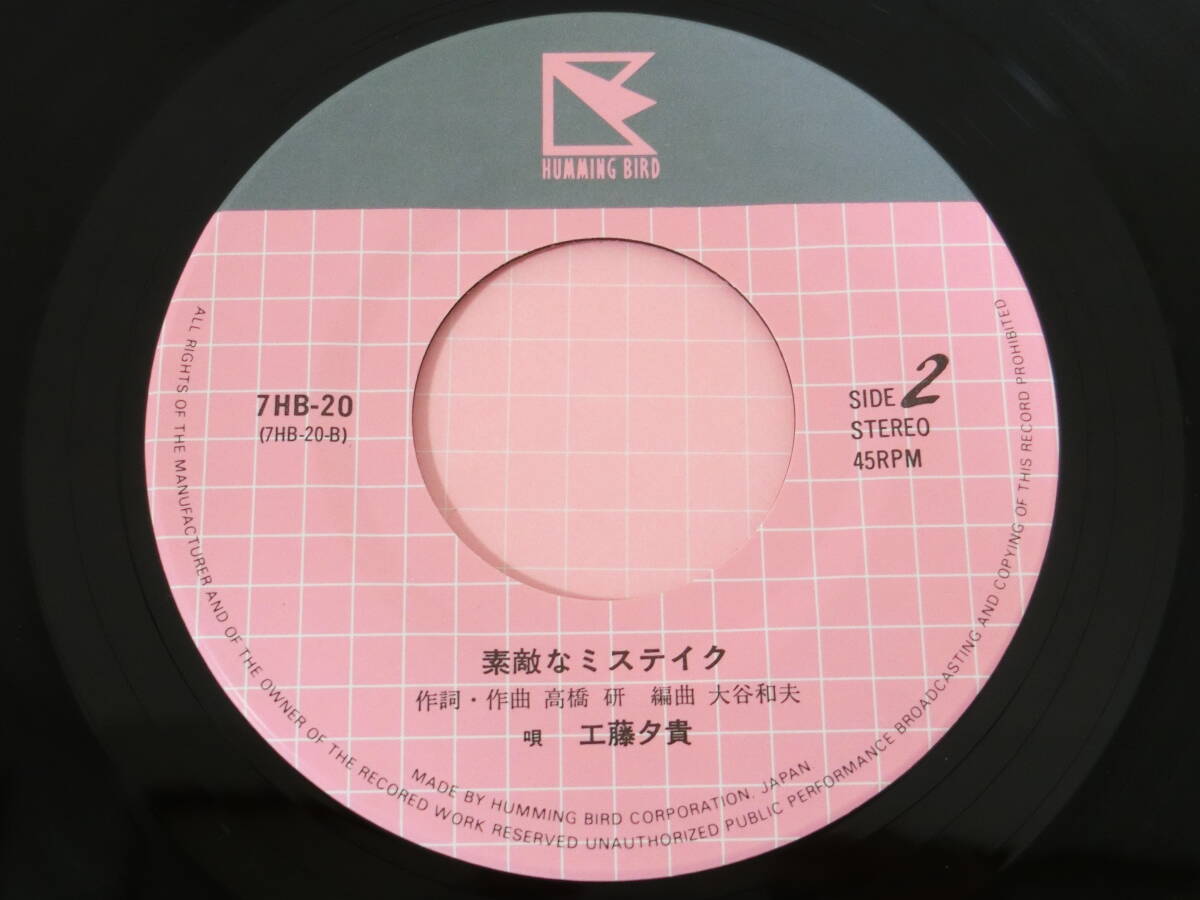 HUMMING BIRD
7HB-20
(7HB-20-B)
SIDE 2
STEREO
45RPM
素敵なミステイク
作詞・作曲 高橋 研 編曲 大谷和夫
唄 工藤夕貴
MADE BY HUMMING BIRD CORPORATION, JAPAN
ALL RIGHTS OF THE MANUFACTURER AND OF THE OWNER OF THE RECORED WORK RESERVED UNAUTHORIZED PUBLIC PERFORMANCE BROADCASTING AND COPYING OF THIS RECORD PROHIBITED